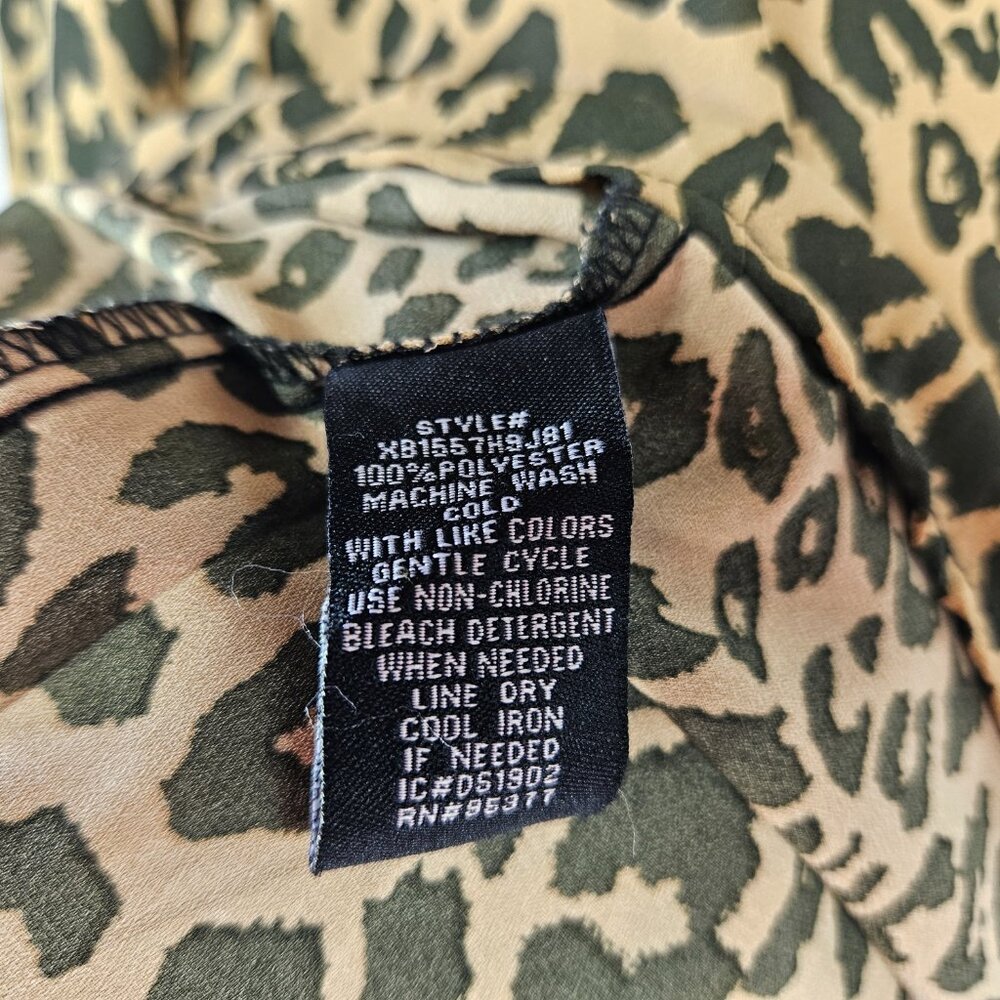 STYLE#
XB1557H9J81
100%POLYESTER
MACHINE WASH
COLD
WITH LIKE COLORS
GENTLE CYCLE
USE NON-CHLORINE
BLEACH DETERGENT
WHEN NEEDED
LINE DRY
COOL IRON
IF NEEDED
IC#DS1902
RN#95377